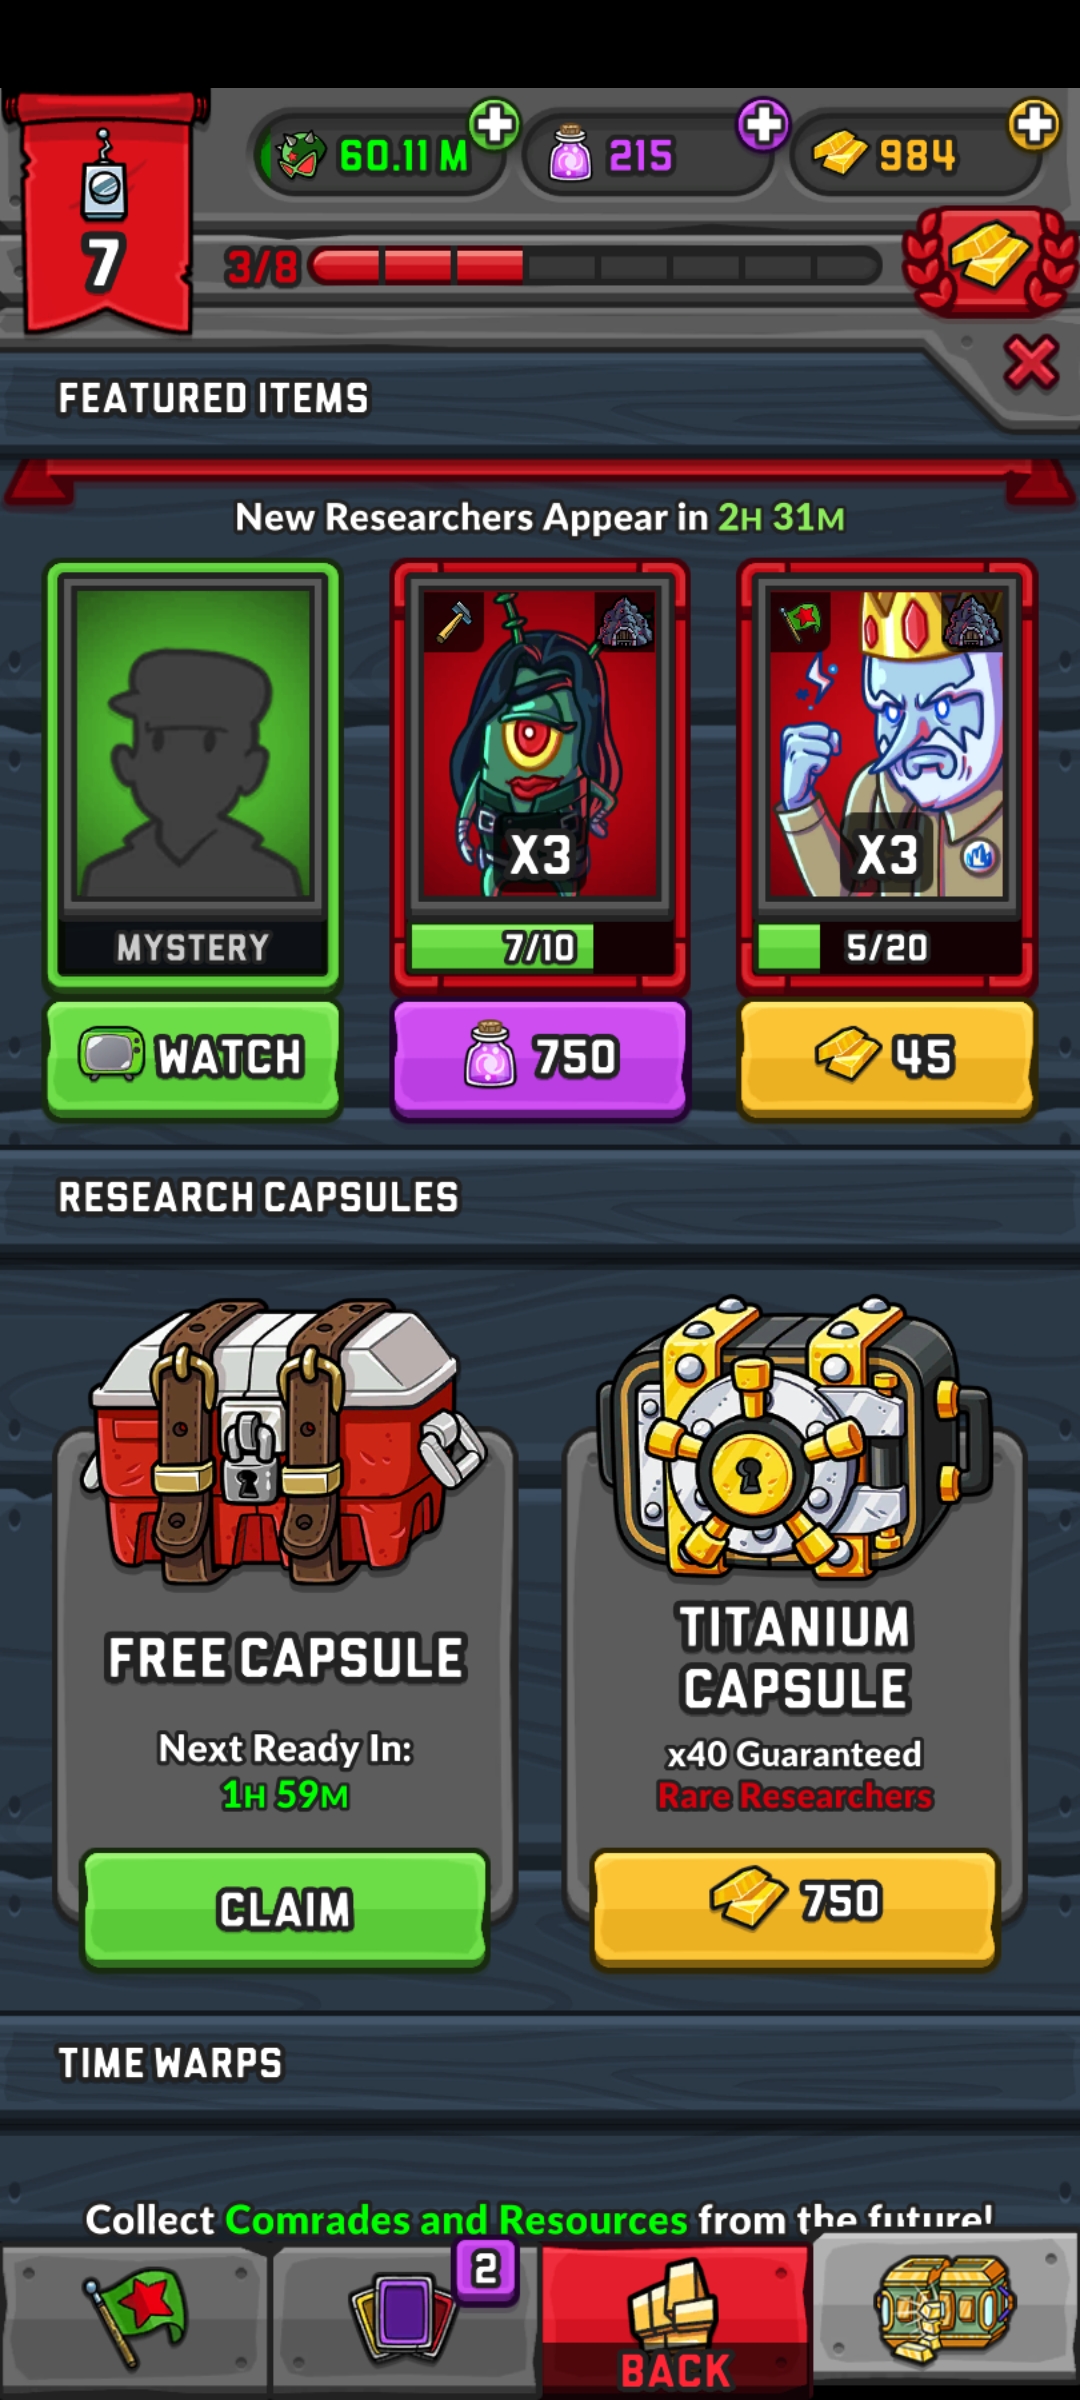 60.11 M
215
984
7
3/8
FEATURED ITEMS
New Researchers Appear in 2H 31M
X3
X3
MYSTERY
7/10
5/20
WATCH
750
45
RESEARCH CAPSULES
FREE CAPSULE
Next Ready In:
1H 59M
CLAIM
TITANIUM
CAPSULE
x40 Guaranteed
Rare Researchers
750
TIME WARPS
Collect Comrades and Resources from the future!
2
BACK